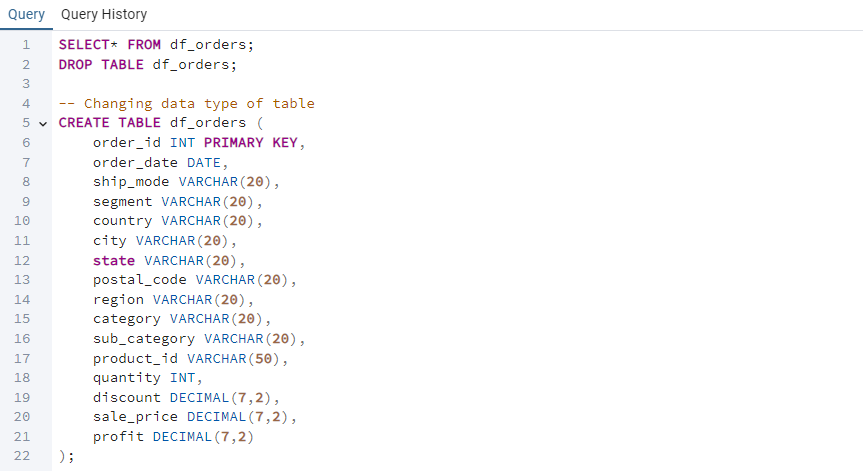 Query Query History
1 SELECT* FROM df_orders;
2 DROP TABLE df_orders;
3
4 -- Changing data type of table
5 CREATE TABLE df_orders (
6 order_id INT PRIMARY KEY,
7 order_date DATE,
8 ship_mode VARCHAR(20),
9 segment VARCHAR(20),
10 country VARCHAR(20),
11 city VARCHAR(20),
12 state VARCHAR(20),
13 postal_code VARCHAR(20),
14 region VARCHAR(20),
15 category VARCHAR(20),
16 sub_category VARCHAR(20),
17 product_id VARCHAR(50),
18 quantity INT,
19 discount DECIMAL(7,2),
20 sale_price DECIMAL(7,2),
21 profit DECIMAL(7,2)
22 );